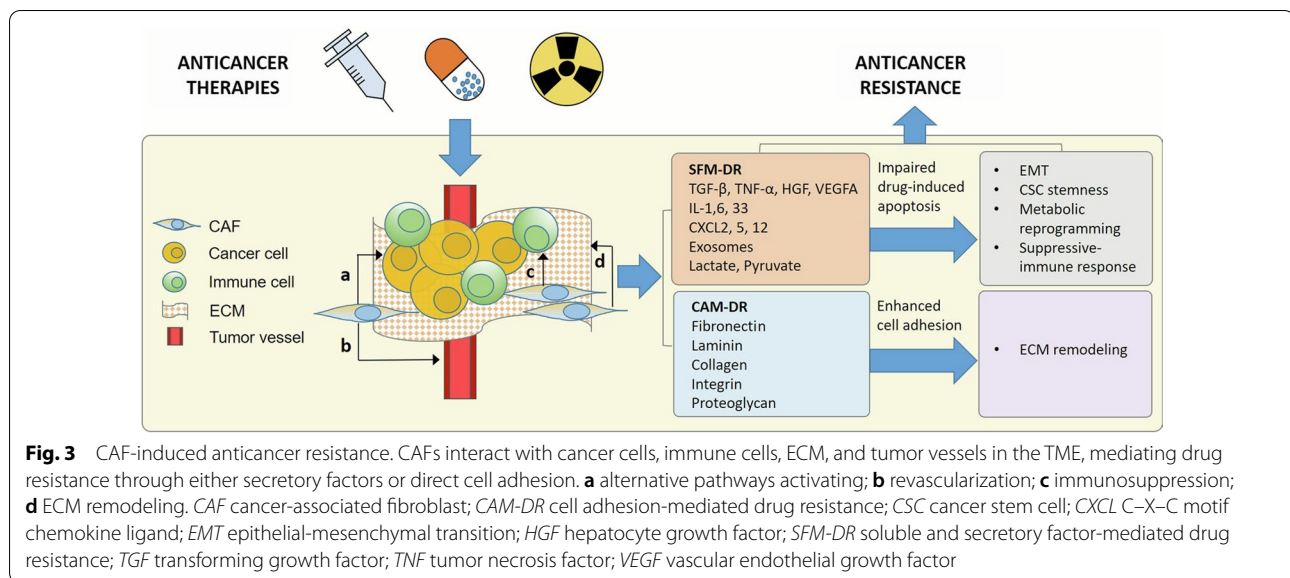 ANTICANCER
THERAPIES
ANTICANCER
RESISTANCE
CAF
Cancer cell
Immune cell
ECM
Tumor vessel
a
b
c
d
SFM-DR
TGF-β, TNF-α, HGF, VEGFA
IL-1,6, 33
CXCL2, 5, 12
Exosomes
Lactate, Pyruvate
Impaired
drug-induced
apoptosis
• EMT
• CSC stemness
• Metabolic
reprogramming
• Suppressive-
immune response
CAM-DR
Fibronectin
Laminin
Collagen
Integrin
Proteoglycan
Enhanced
cell adhesion
• ECM remodeling
Fig. 3 CAF-induced anticancer resistance. CAFs interact with cancer cells, immune cells, ECM, and tumor vessels in the TME, mediating drug
resistance through either secretory factors or direct cell adhesion. a alternative pathways activating; b revascularization; c immunosuppression;
d ECM remodeling. CAF cancer-associated fibroblast; CAM-DR cell adhesion-mediated drug resistance; CSC cancer stem cell; CXCL C–X–C motif
chemokine ligand; EMT epithelial-mesenchymal transition; HGF hepatocyte growth factor; SFM-DR soluble and secretory factor-mediated drug
resistance; TGF transforming growth factor; TNF tumor necrosis factor; VEGF vascular endothelial growth factor